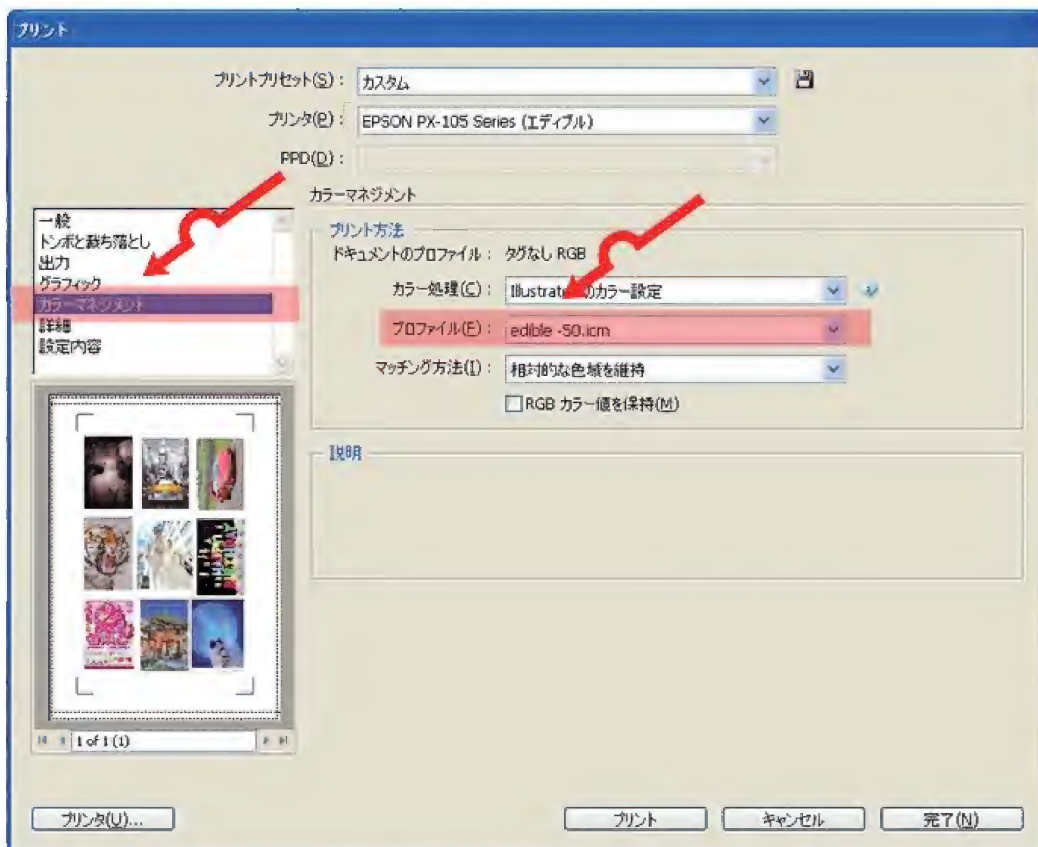 プリント
プリントプリセット(S)： カスタム
プリンタ(P)： EPSON PX-105 Series (エディブル)
PPD(D)：
カラーマネジメント
一般
トンボと裁ち落とし
出力
グラフィック
カラーマネジメント
詳細
設定内容
プリント方法
ドキュメントのプロファイル： タグなし RGB
カラー処理(C)： Illustrator のカラー設定
プロファイル(F)： edible -50.icm
マッチング方法(I)： 相対的な色域を維持
RGB カラー値を保持(M)
説明
1 of 1 (1)
プリンタ(U)...
プリント
キャンセル
完了(N)